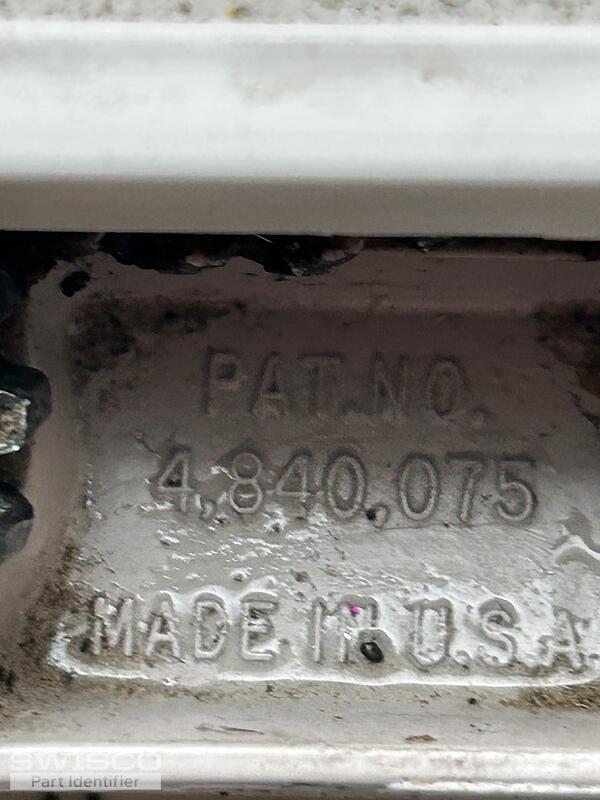 PAT.NO.
4,840,075
MADE IN U.S.A.
SWISCO
Part Identifier